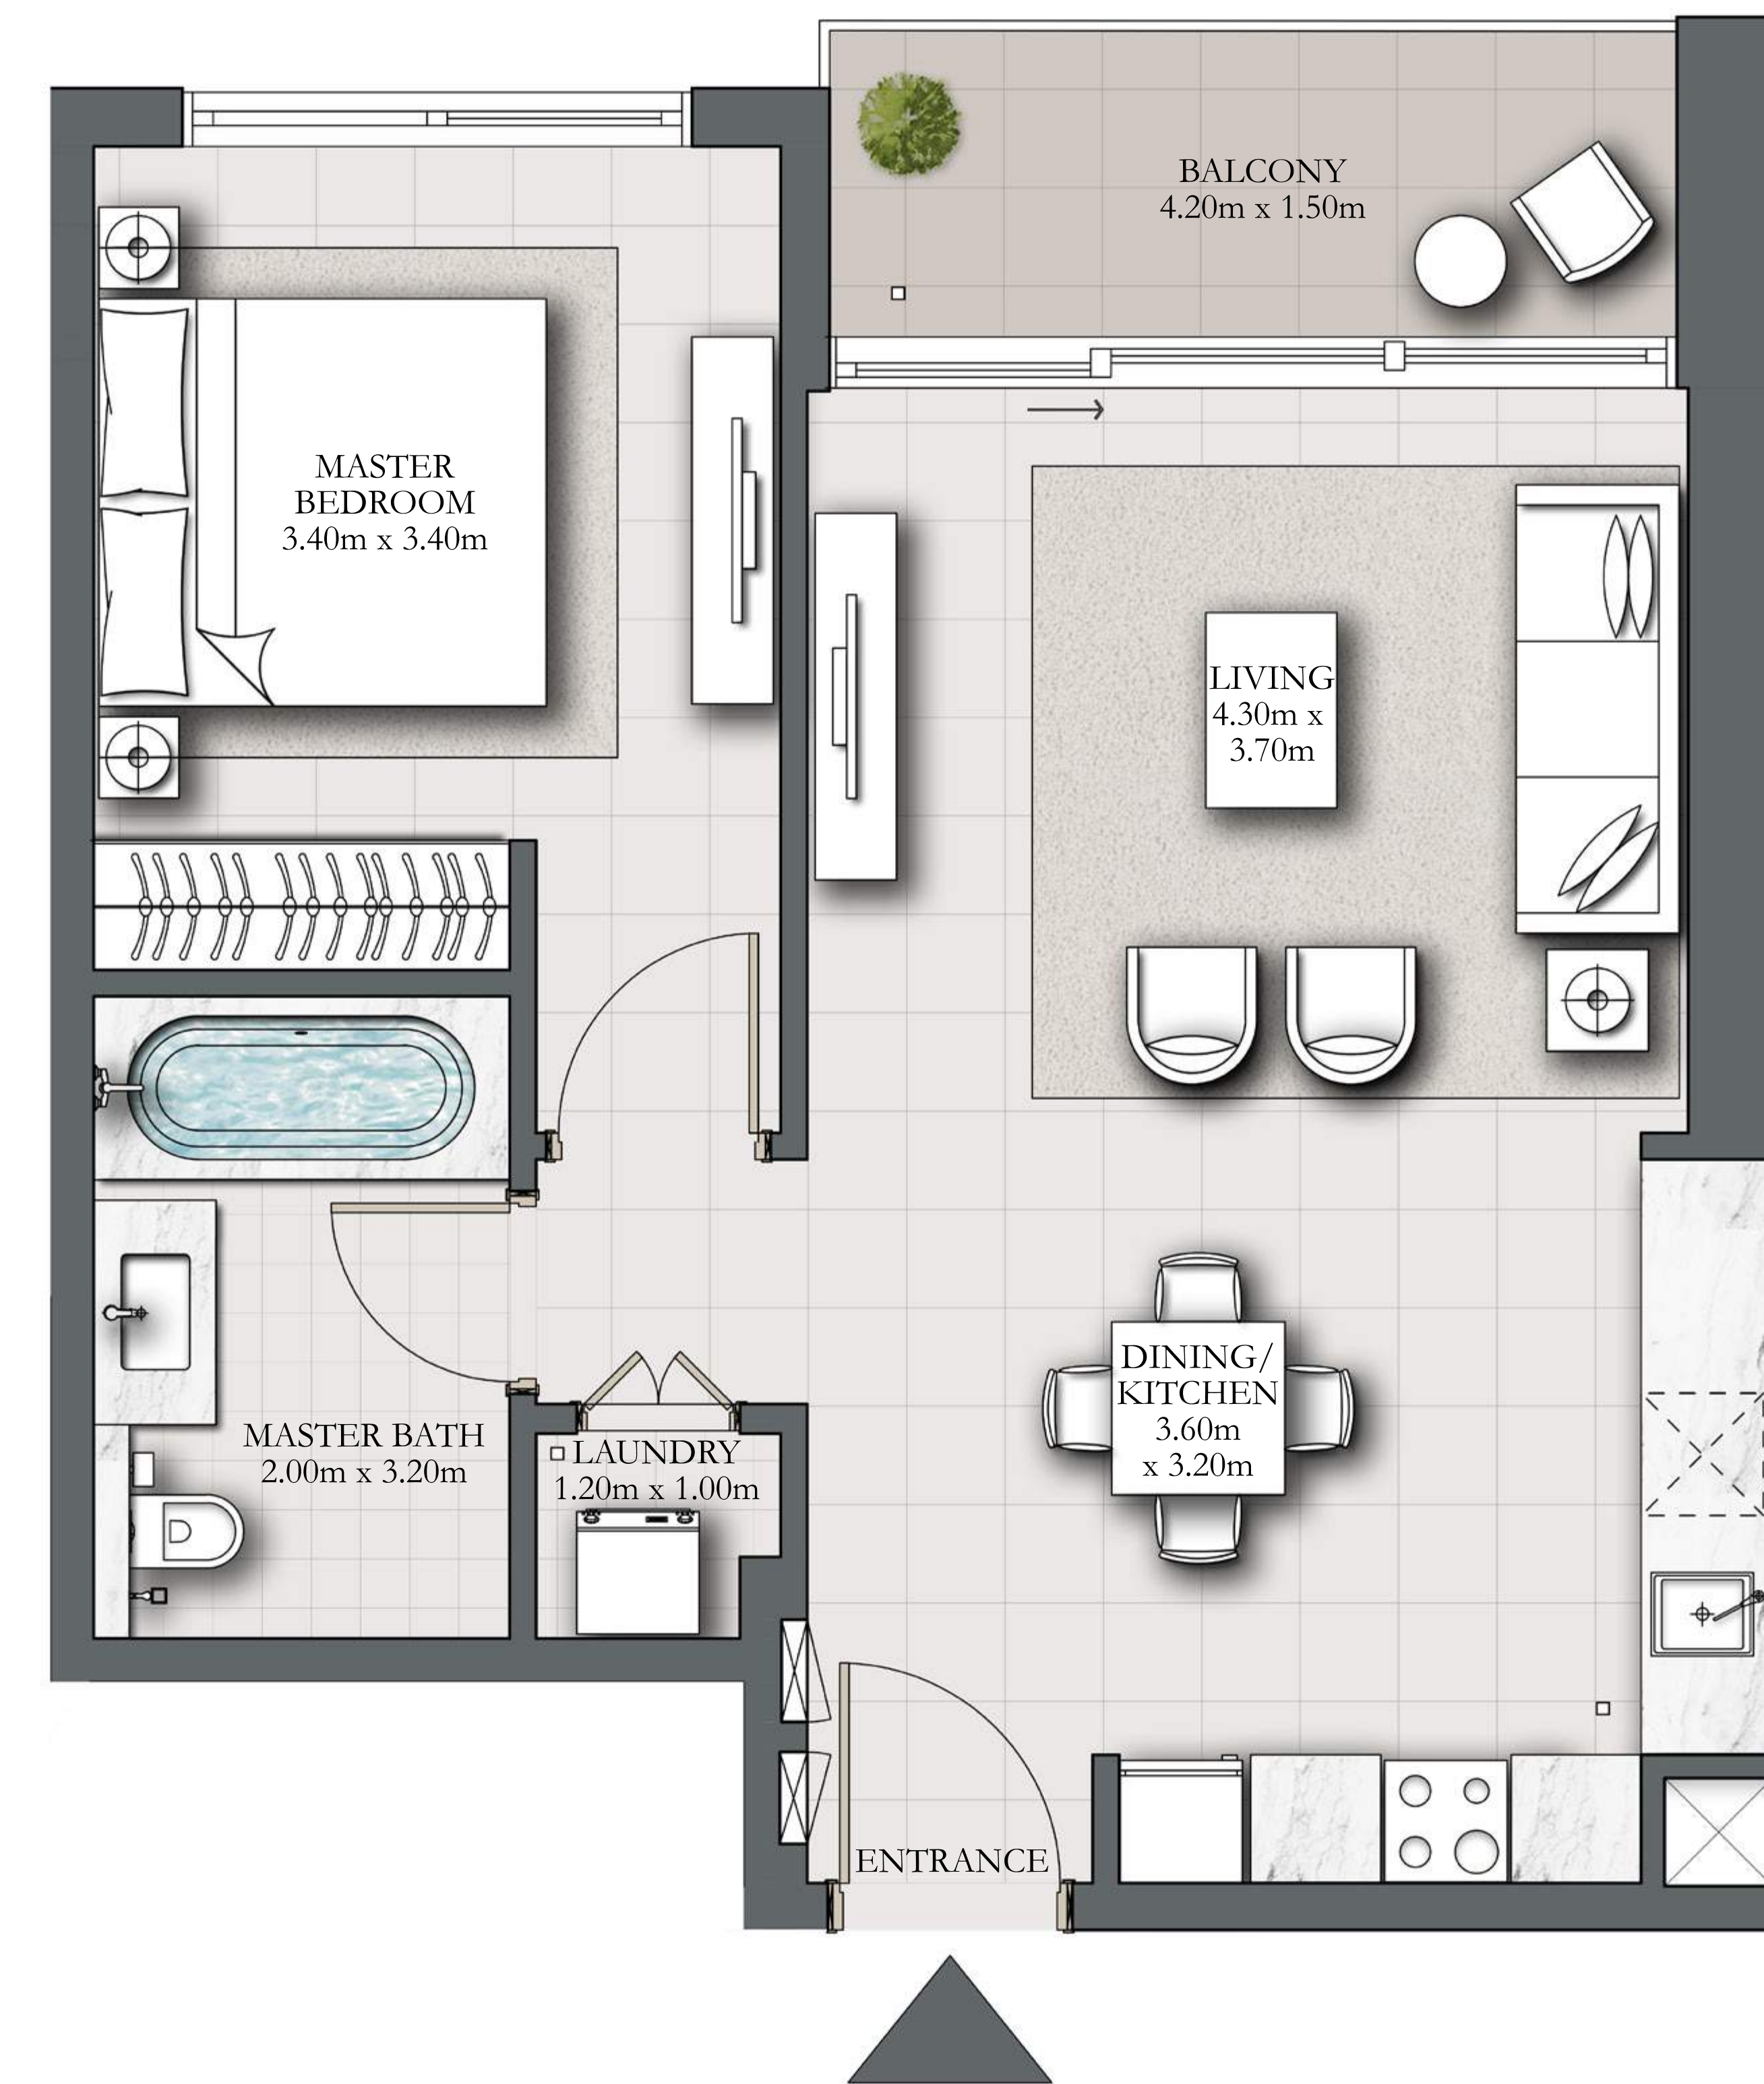 BALCONY
4.20m x 1.50m
MASTER
BEDROOM
3.40m x 3.40m
LIVING
4.30m x
3.70m
DINING/
KITCHEN
3.60m
x 3.20m
MASTER BATH
2.00m x 3.20m
LAUNDRY
1.20m x 1.00m
ENTRANCE